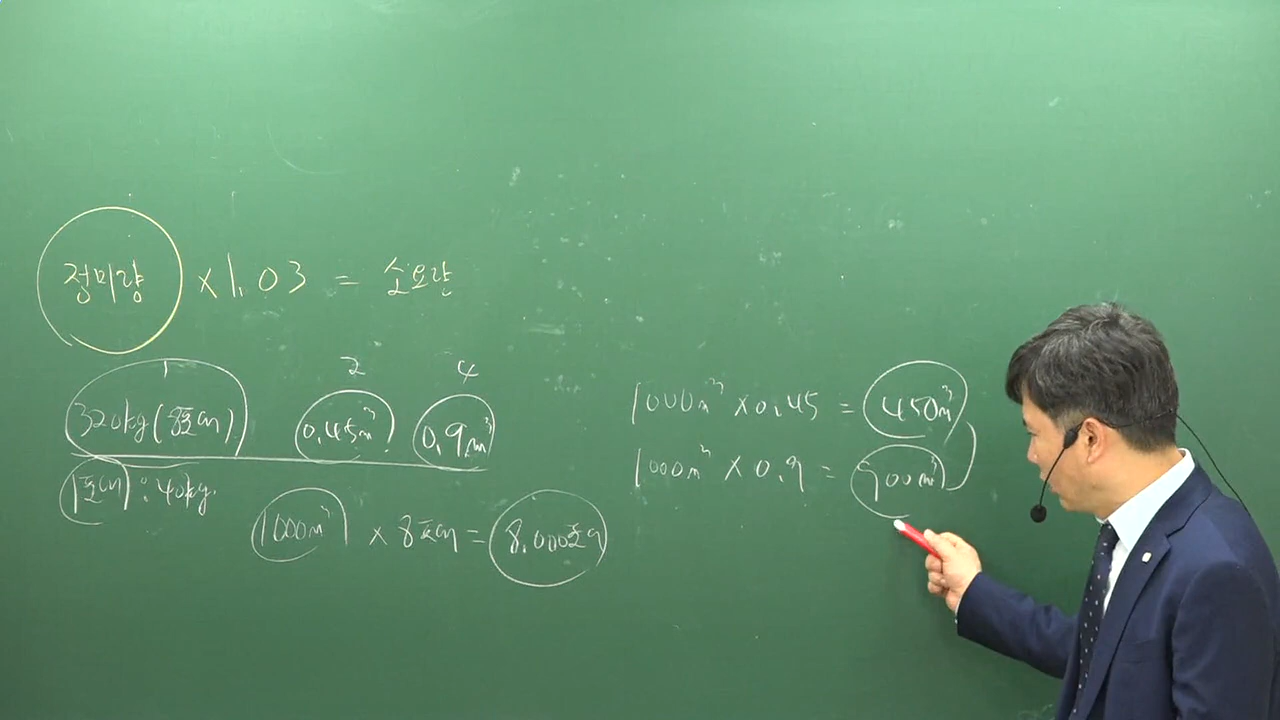 정미량 × 1.03 = 소요량
1 2 4
320kg (8포대) 0.45m³ 0.9m³
1포대 : 40kg
1000m³ × 8포대 = 8.000포대
1000m³ × 0.45 = 450m³
1000m³ × 0.9 = 900m³